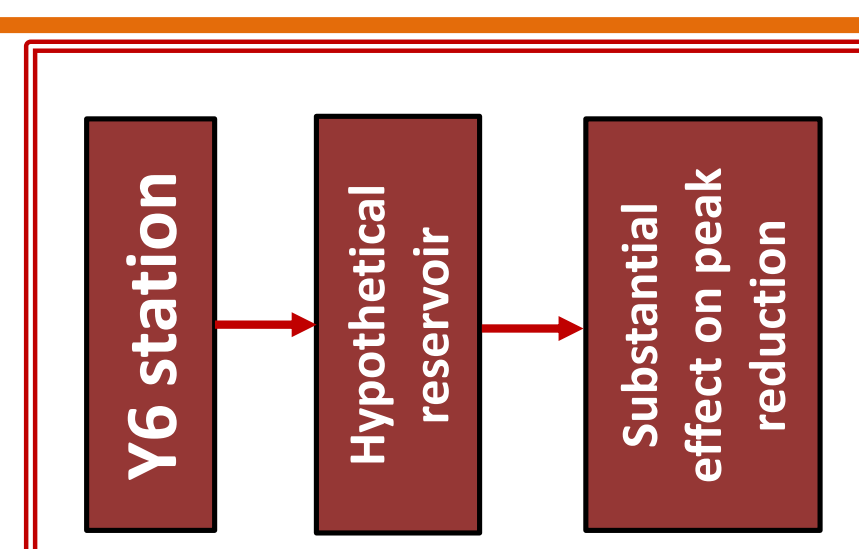 Y6 station
Hypothetical
reservoir
Substantial
effect on peak
reduction